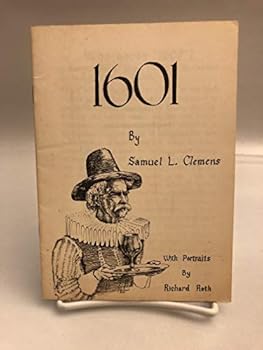 1601
By
Samuel L. Clemens
With Portraits
By
Richard Roth